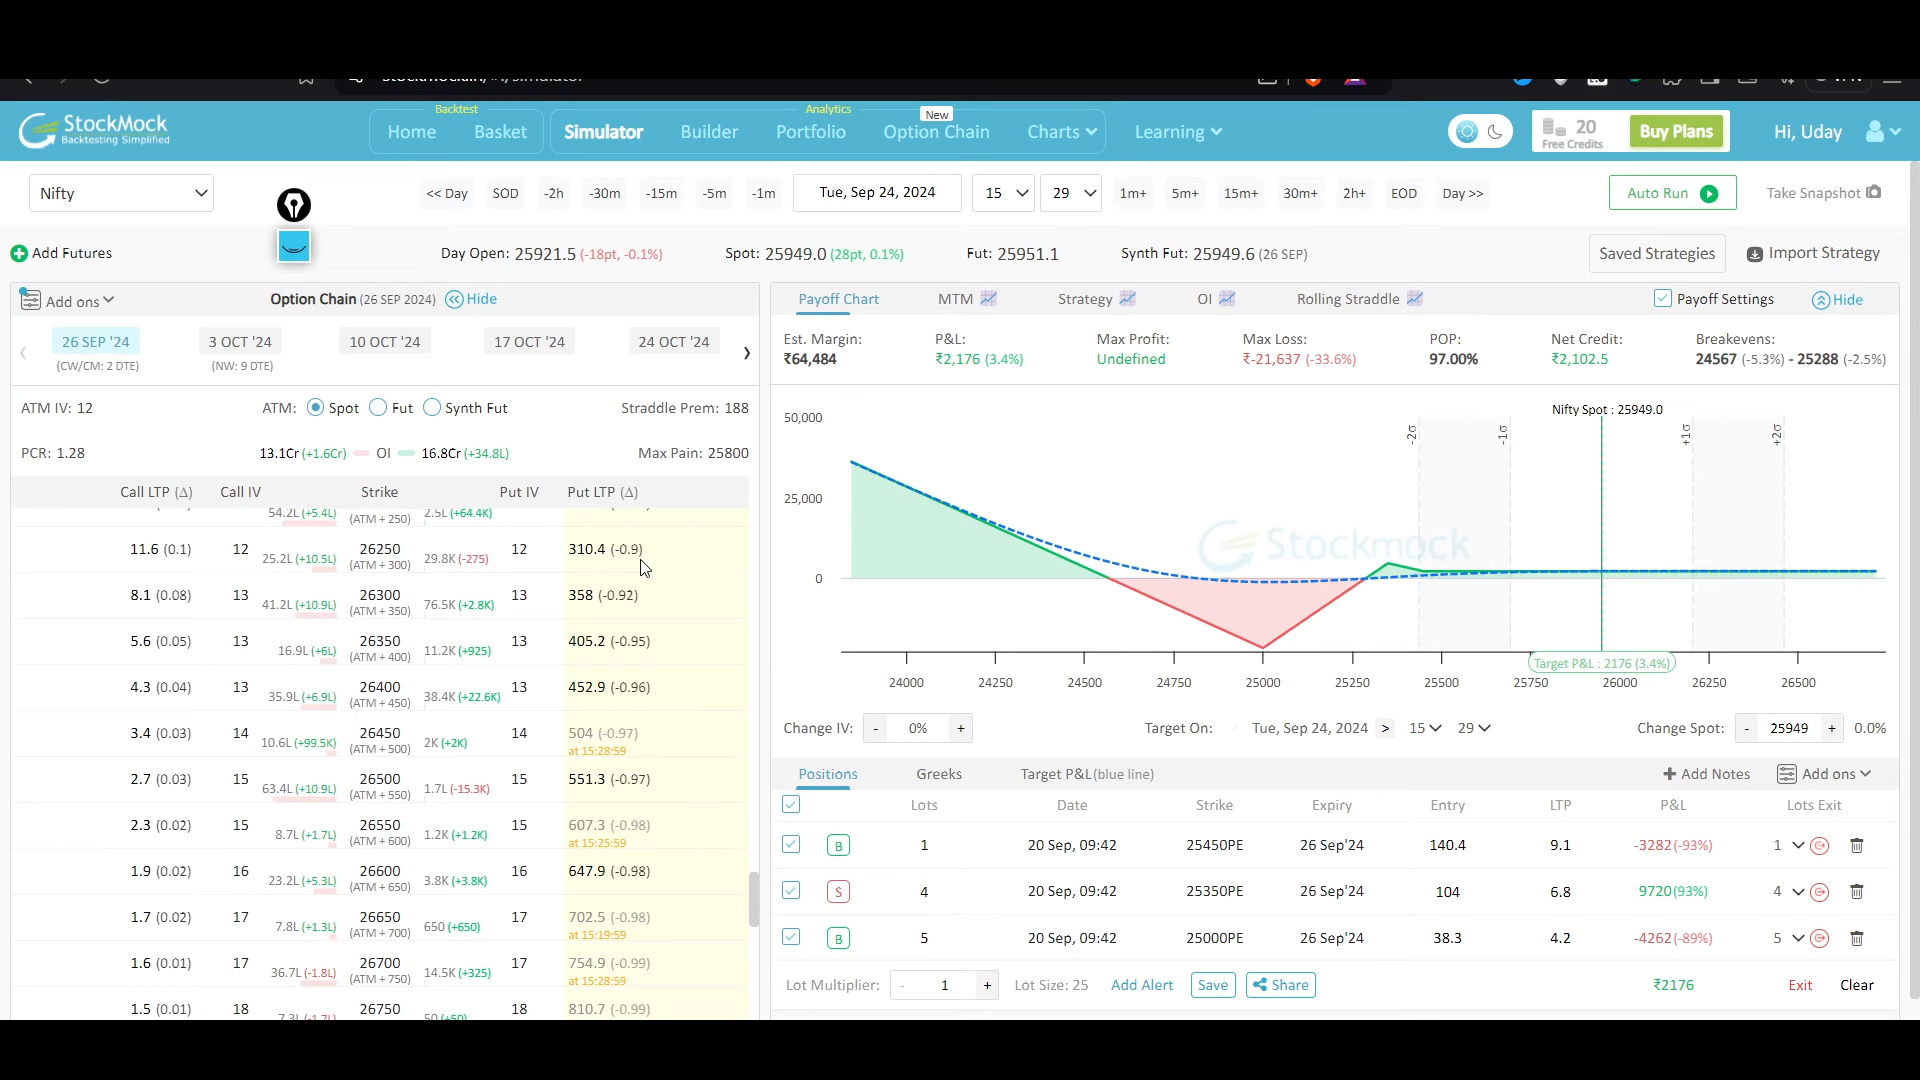 Backtest
Analytics
New
StockMock
Backtesting Simplified
Home Basket Simulator Builder Portfolio Option Chain Charts Learning
20
Free Credits
Buy Plans
Hi, Uday
Nifty
<< Day SOD -2h -30m -15m -5m -1m Tue, Sep 24, 2024 15 29 1m+ 5m+ 15m+ 30m+ 2h+ EOD Day >>
Auto Run
Take Snapshot
Add Futures
Day Open: 25921.5 (-18pt, -0.1%) Spot: 25949.0 (28pt, 0.1%) Fut: 25951.1 Synth Fut: 25949.6 (26 SEP)
Saved Strategies
Import Strategy
Add ons
Option Chain (26 SEP 2024) Hide
26 SEP '24 3 OCT '24 10 OCT '24 17 OCT '24 24 OCT '24
(CW/CM: 2 DTE) (NW: 9 DTE)
ATM IV: 12 ATM: Spot Fut Synth Fut Straddle Prem: 188
PCR: 1.28 13.1Cr (+1.6Cr) OI 16.8Cr (+34.8L) Max Pain: 25800
Call LTP (Δ) Call IV Strike Put IV Put LTP (Δ)
54.2L (+5.4L) (ATM + 250) 2.5L (+64.4K)
11.6 (0.1) 12 25.2L (+10.5L) 26250 29.8K (-275) 12 310.4 (-0.9)
(ATM + 300)
8.1 (0.08) 13 41.2L (+10.9L) 26300 76.5K (+2.8K) 13 358 (-0.92)
(ATM + 350)
5.6 (0.05) 13 16.9L (+6L) 26350 11.2K (+925) 13 405.2 (-0.95)
(ATM + 400)
4.3 (0.04) 13 35.9L (+6.9L) 26400 38.4K (+22.6K) 13 452.9 (-0.96)
(ATM + 450)
3.4 (0.03) 14 10.6L (+99.5K) 26450 2K (+2K) 14 504 (-0.97)
(ATM + 500) at 15:28:59
2.7 (0.03) 15 63.4L (+10.9L) 26500 1.7L (-15.3K) 15 551.3 (-0.97)
(ATM + 550)
2.3 (0.02) 15 8.7L (+1.7L) 26550 1.2K (+1.2K) 15 607.3 (-0.98)
(ATM + 600) at 15:25:59
1.9 (0.02) 16 23.2L (+5.3L) 26600 3.8K (+3.8K) 16 647.9 (-0.98)
(ATM + 650)
1.7 (0.02) 17 7.8L (+1.3L) 26650 650 (+650) 17 702.5 (-0.98)
(ATM + 700) at 15:19:59
1.6 (0.01) 17 36.7L (-1.8L) 26700 14.5K (+325) 17 754.9 (-0.99)
(ATM + 750) at 15:28:59
1.5 (0.01) 18 7.3L (-1.7L) 26750 50 (+50) 18 810.7 (-0.99)
Payoff Chart MTM Strategy OI Rolling Straddle Payoff Settings Hide
Est. Margin: P&L: Max Profit: Max Loss: POP: Net Credit: Breakevens:
₹64,484 ₹2,176 (3.4%) Undefined ₹-21,637 (-33.6%) 97.00% ₹2,102.5 24567 (-5.3%) - 25288 (-2.5%)
Nifty Spot : 25949.0
50,000
25,000
0
-2σ -1σ +1σ +2σ
Stockmock
Target P&L : 2176 (3.4%)
24000 24250 24500 24750 25000 25250 25500 25750 26000 26250 26500
Change IV: - 0% + Target On: < Tue, Sep 24, 2024 > 15 29 Change Spot: - 25949 + 0.0%
Positions Greeks Target P&L(blue line) Add Notes Add ons
Lots Date Strike Expiry Entry LTP P&L Lots Exit
B 1 20 Sep, 09:42 25450PE 26 Sep'24 140.4 9.1 -3282(-93%) 1
S 4 20 Sep, 09:42 25350PE 26 Sep'24 104 6.8 9720(93%) 4
B 5 20 Sep, 09:42 25000PE 26 Sep'24 38.3 4.2 -4262(-89%) 5
Lot Multiplier: - 1 + Lot Size: 25 Add Alert Save Share ₹2176 Exit Clear